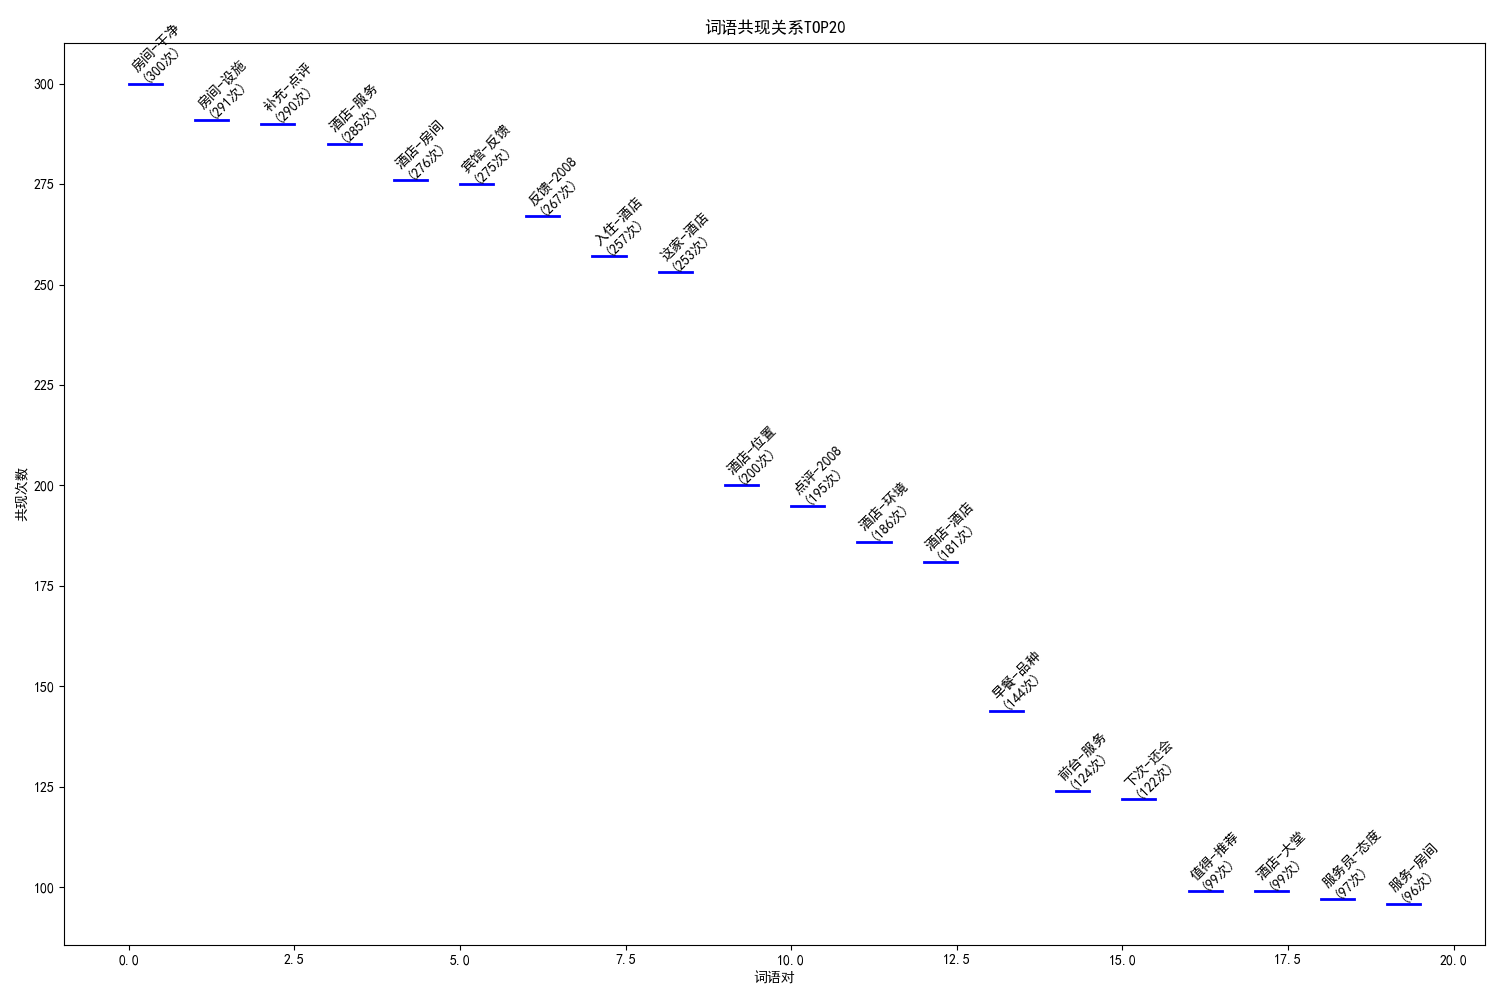 词语共现关系TOP20
房间-干净
(300次)
房间-设施
(291次)
补充-点评
(290次)
酒店-服务
(285次)
酒店-房间
(276次)
宾馆-反馈
(275次)
反馈-2008
(267次)
入住-酒店
(257次)
这家-酒店
(253次)
酒店-位置
(200次)
点评-2008
(195次)
酒店-环境
(186次)
酒店-酒店
(181次)
早餐-品种
(144次)
前台-服务
(124次)
下次-还会
(122次)
值得-推荐
(99次)
酒店-大堂
(99次)
服务员-态度
(97次)
服务-房间
(96次)
共现次数
300
275
250
225
200
175
150
125
100
0.0
2.5
5.0
7.5
10.0
12.5
15.0
17.5
20.0
词语对